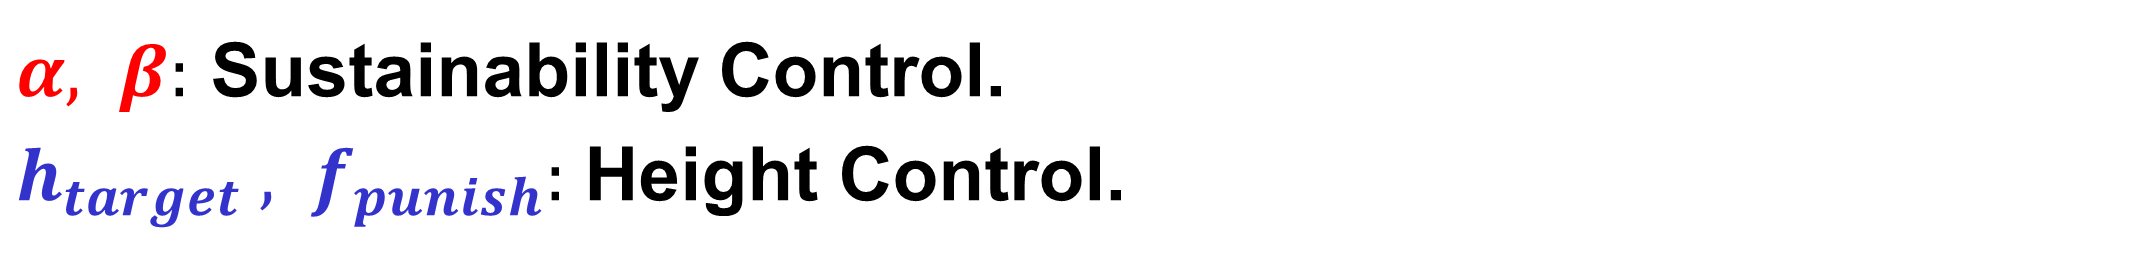 α, β: Sustainability Control.
h_target , f_punish: Height Control.